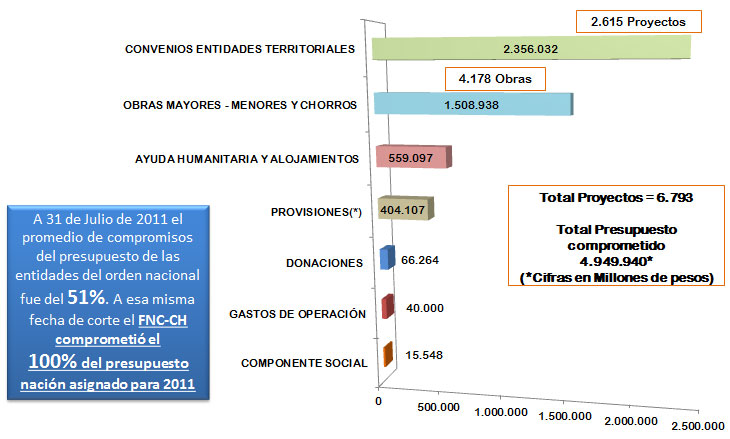 2.615 Proyectos
CONVENIOS ENTIDADES TERRITORIALES
2.356.032
4.178 Obras
OBRAS MAYORES - MENORES Y CHORROS
1.508.938
AYUDA HUMANITARIA Y ALOJAMIENTOS
559.097
PROVISIONES(*)
404.107
DONACIONES
66.264
GASTOS DE OPERACIÓN
40.000
COMPONENTE SOCIAL
15.548
0
500.000
1.000.000
1.500.000
2.000.000
2.500.000
A 31 de Julio de 2011 el
promedio de compromisos
del presupuesto de las
entidades del orden nacional
fue del 51%. A esa misma
fecha de corte el FNC-CH
comprometió el
100% del presupuesto
nación asignado para 2011
Total Proyectos = 6.793
Total Presupuesto
comprometido
4.949.940*
(*Cifras en Millones de pesos)